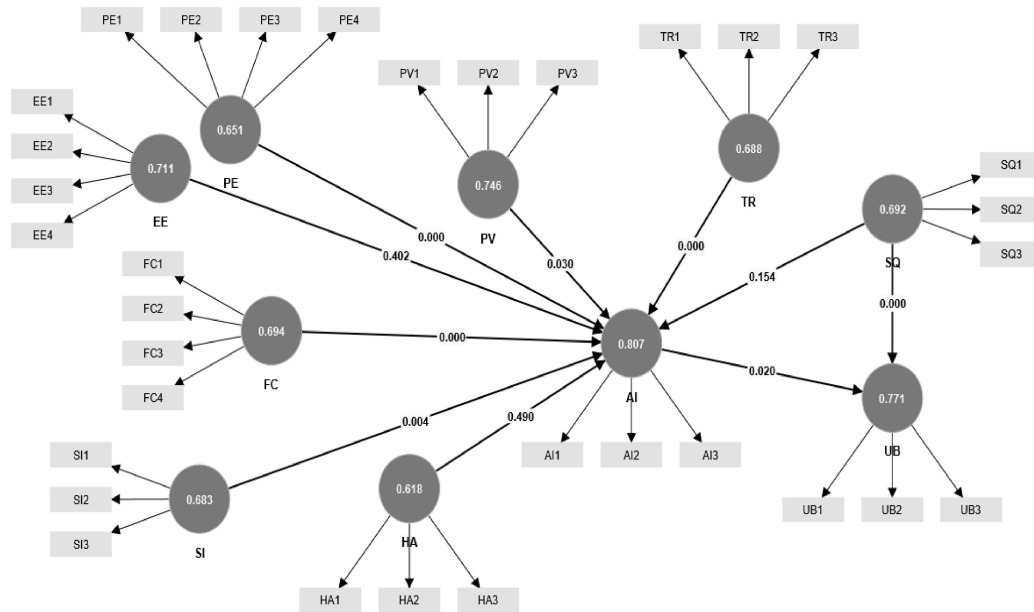 PE1
PE2
PE3
PE4
TR1
TR2
TR3
PV1
PV2
PV3
EE1
EE2
EE3
EE4
0.651
PE
0.711
EE
0.746
PV
0.688
TR
SQ1
SQ2
SQ3
0.692
SQ
0.000
0.402
0.030
0.000
0.154
0.000
FC1
FC2
FC3
FC4
0.694
FC
0.000
0.807
AI
0.020
0.771
UB
0.004
0.490
AI1
AI2
AI3
SI1
SI2
SI3
0.683
SI
0.618
HA
UB1
UB2
UB3
HA1
HA2
HA3